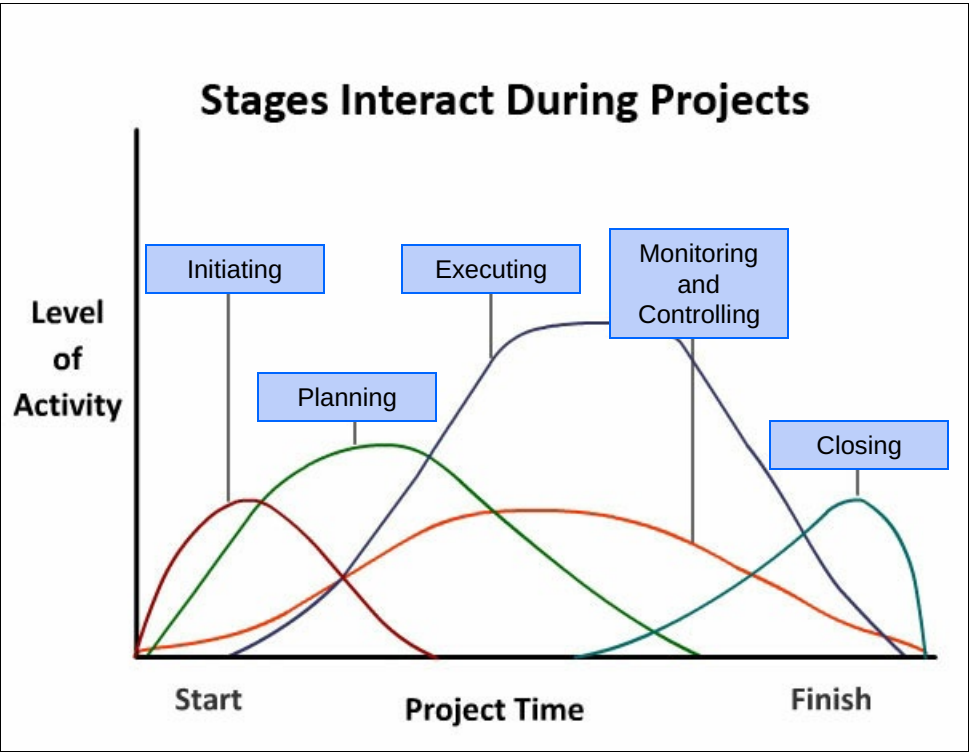 Stages Interact During Projects
Initiating
Executing
Monitoring
and
Controlling
Level
of
Activity
Planning
Closing
Start
Project Time
Finish